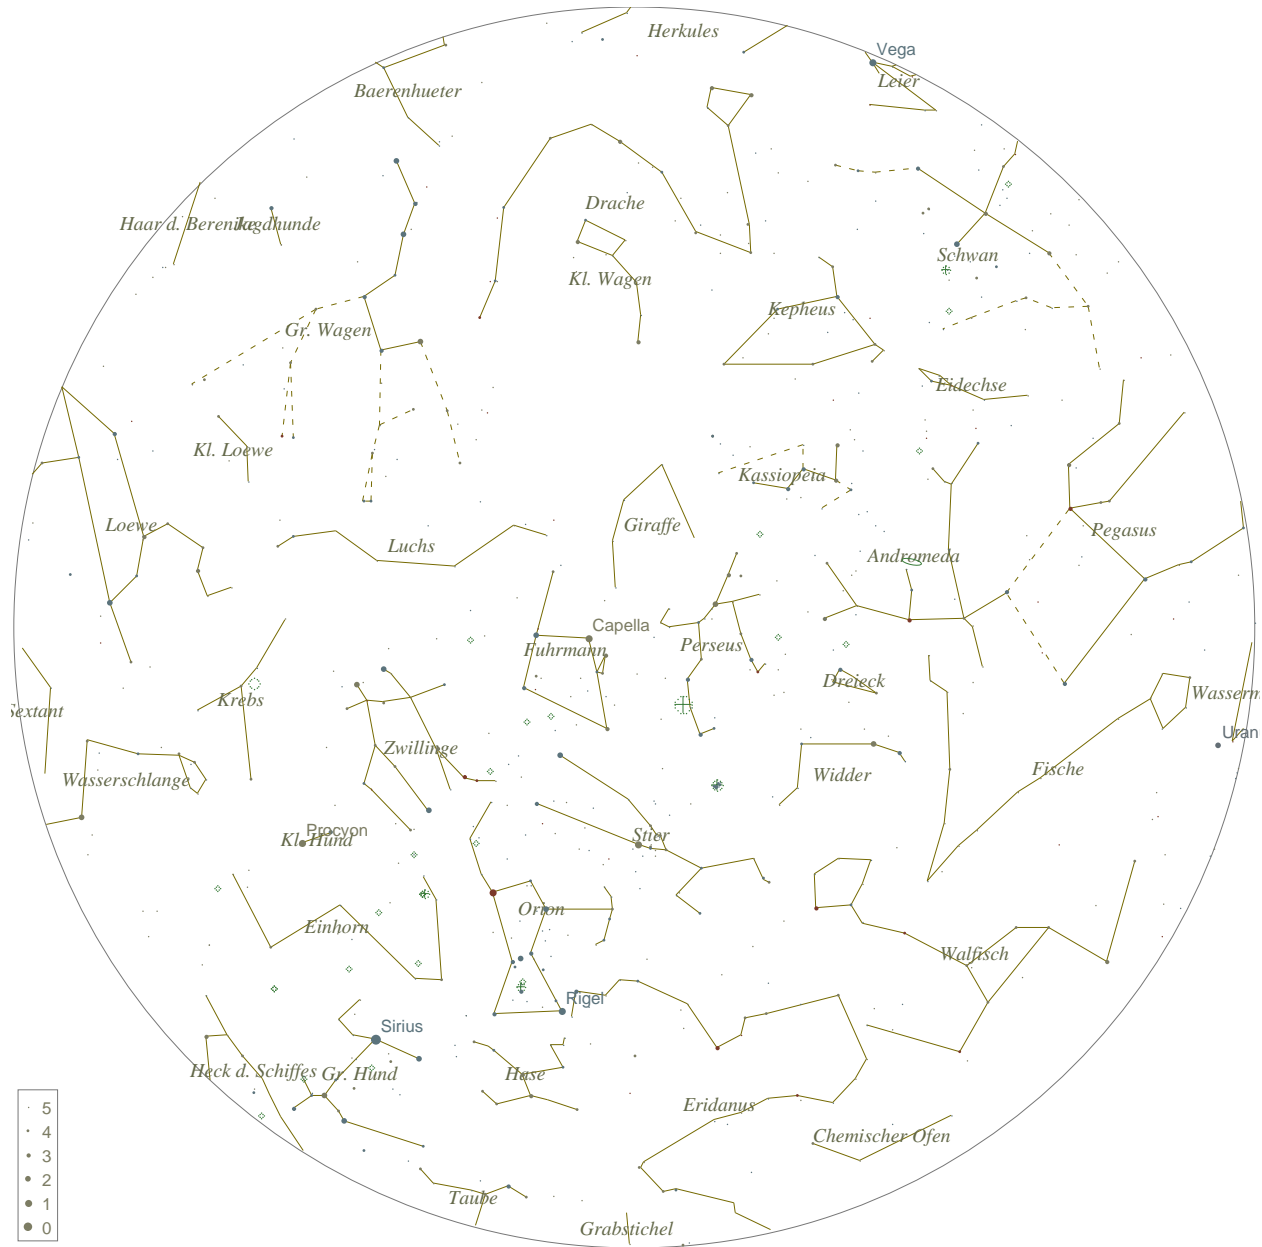 Herkules
Vega
Leier
Baerenhueter
Drache
Haar d. Berenike
Jagdhunde
Schwan
Kl. Wagen
Kepheus
Gr. Wagen
Eidechse
Kl. Loewe
Kassiopeia
Loewe
Giraffe
Pegasus
Luchs
Andromeda
Capella
Fuhrmann
Perseus
Dreieck
Krebs
Wasserm
Sextant
Uran
Zwillinge
Wasserschlange
Widder
Fische
Procyon
Kl. Hund
Stier
Orion
Einhorn
Walfisch
Rigel
Sirius
Heck d. Schiffes
Gr. Hund
Hase
Eridanus
Chemischer Ofen
Taube
Grabstichel
5
4
3
2
1
0